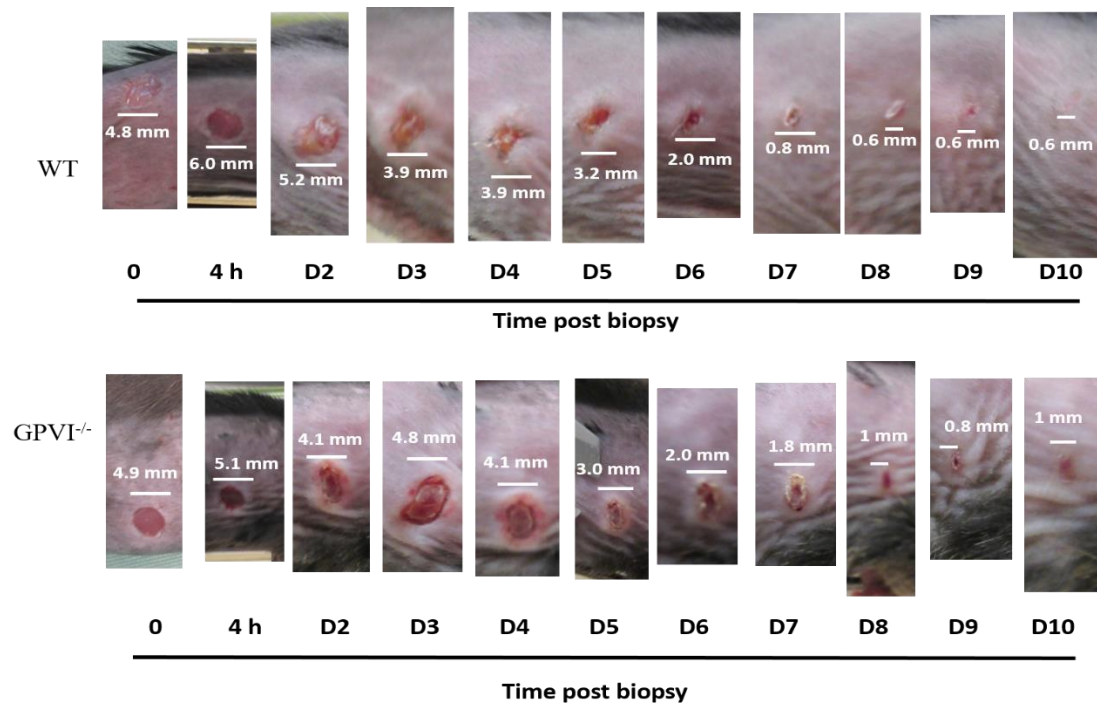 4.8 mm 6.0 mm 5.2 mm 3.9 mm 3.9 mm 3.2 mm 2.0 mm 0.8 mm 0.6 mm 0.6 mm 0.6 mm
WT
0 4 h D2 D3 D4 D5 D6 D7 D8 D9 D10
Time post biopsy
4.9 mm 5.1 mm 4.1 mm 4.8 mm 4.1 mm 3.0 mm 2.0 mm 1.8 mm 1 mm 0.8 mm 1 mm
GPVI-/-
0 4 h D2 D3 D4 D5 D6 D7 D8 D9 D10
Time post biopsy